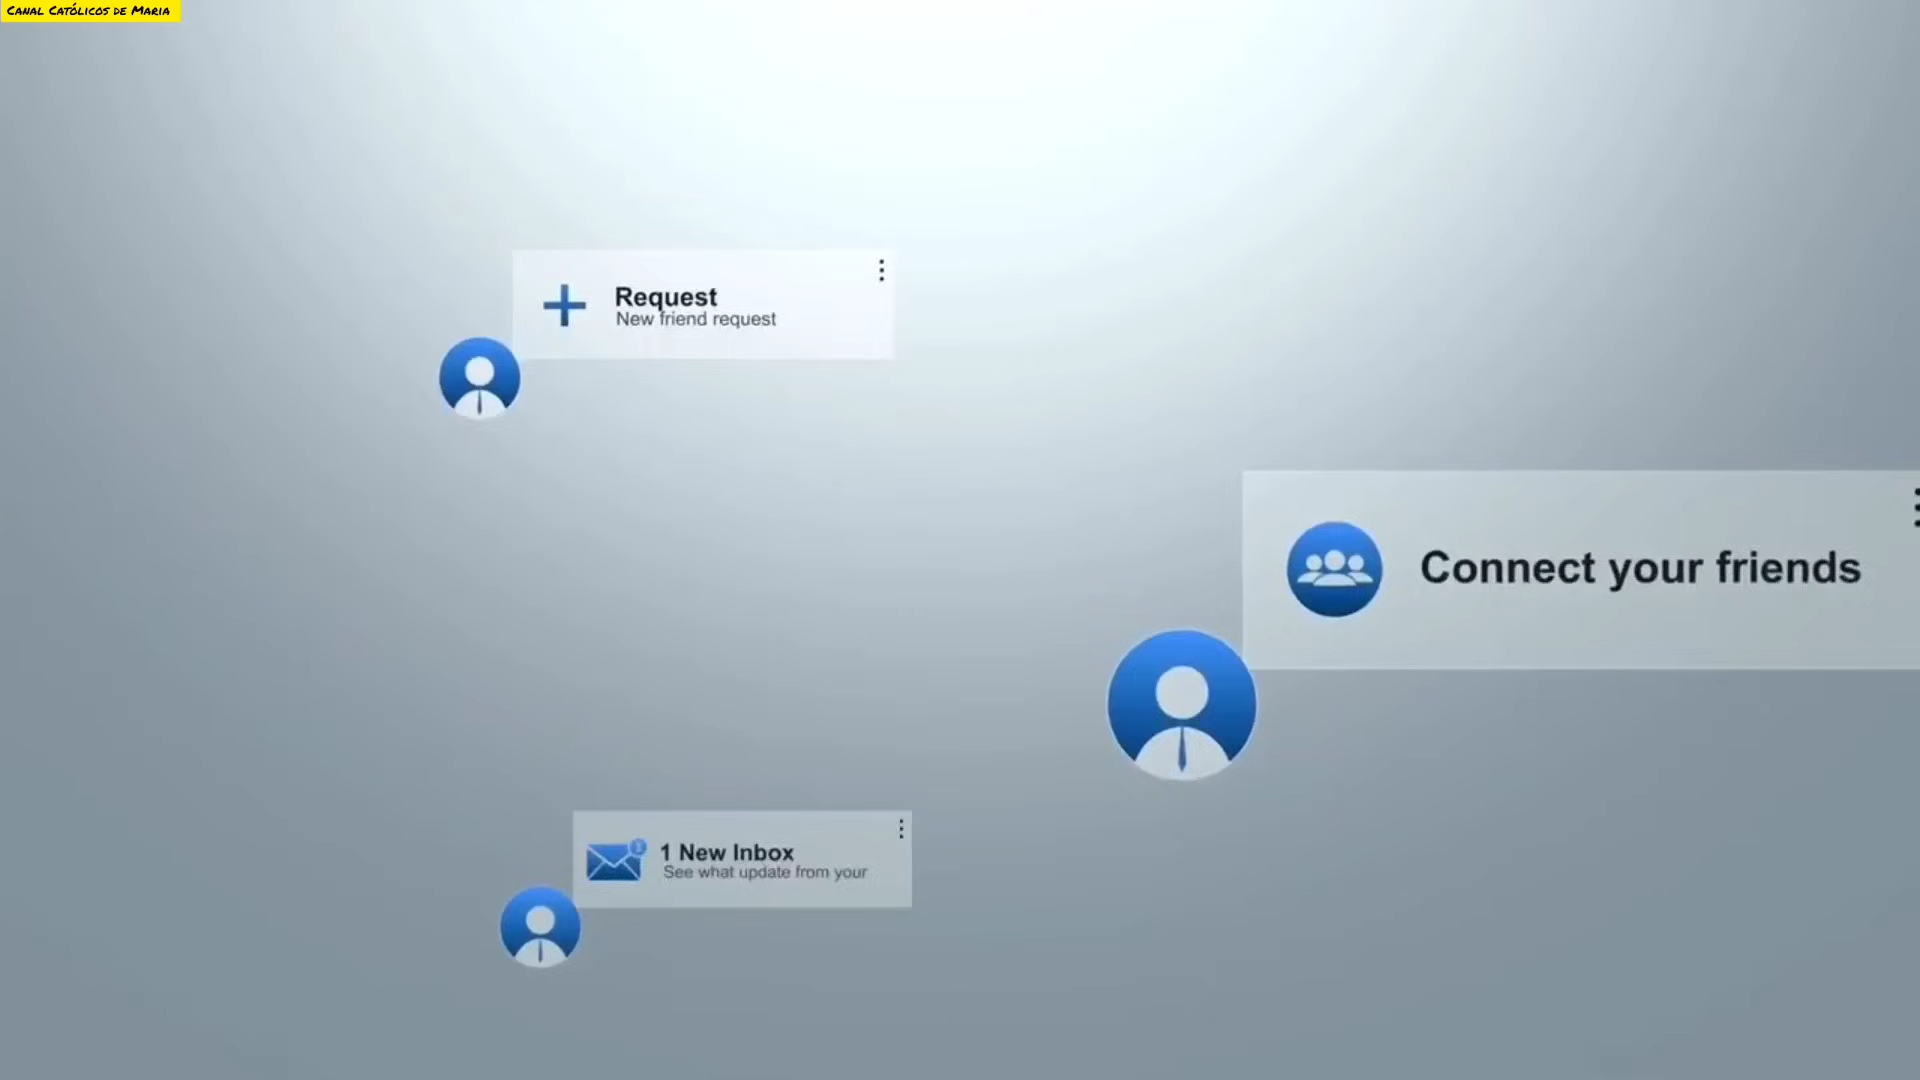 Canal Católicos de Maria
Request
New friend request
Connect your friends
1 New Inbox
See what update from your